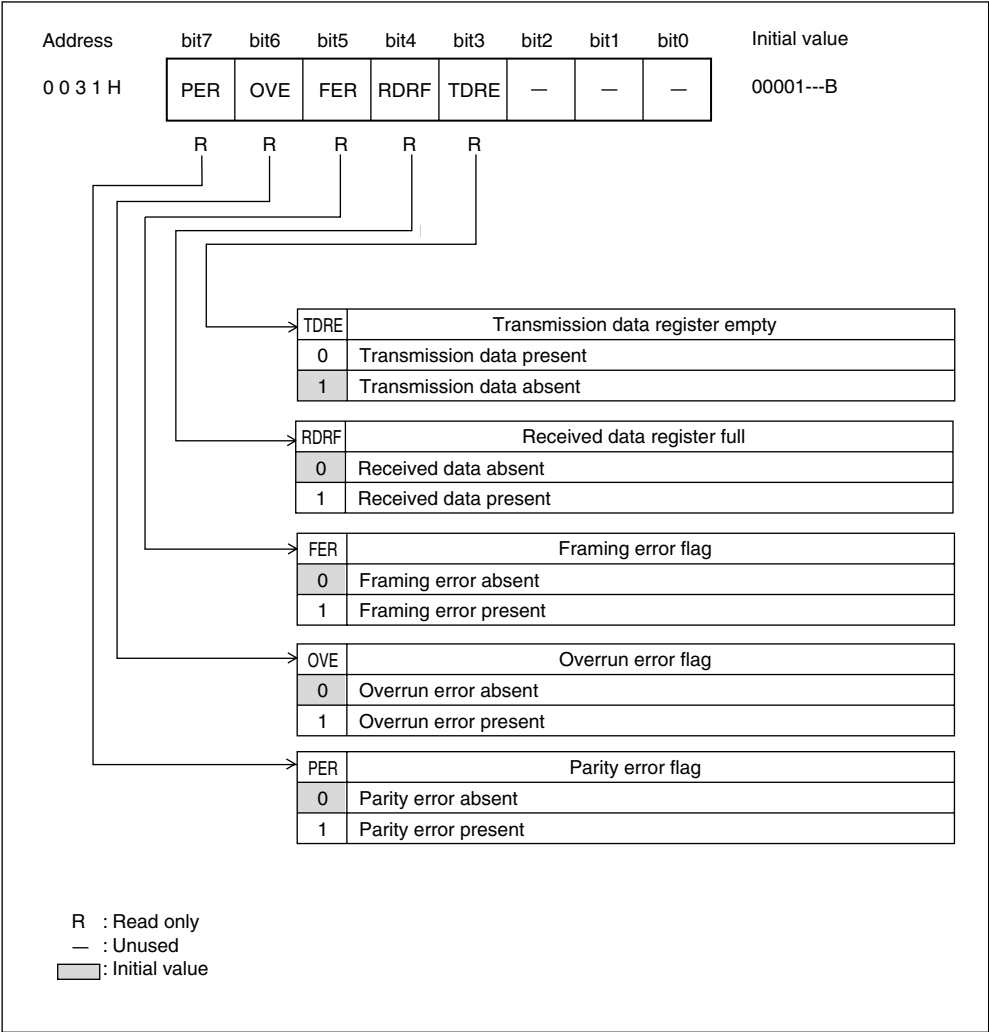 Address bit7 bit6 bit5 bit4 bit3 bit2 bit1 bit0 Initial value
0 0 3 1 H PER OVE FER RDRF TDRE — — — 00001---B
R R R R R
TDRE Transmission data register empty
0 Transmission data present
1 Transmission data absent
RDRF Received data register full
0 Received data absent
1 Received data present
FER Framing error flag
0 Framing error absent
1 Framing error present
OVE Overrun error flag
0 Overrun error absent
1 Overrun error present
PER Parity error flag
0 Parity error absent
1 Parity error present
R : Read only
— : Unused
: Initial value